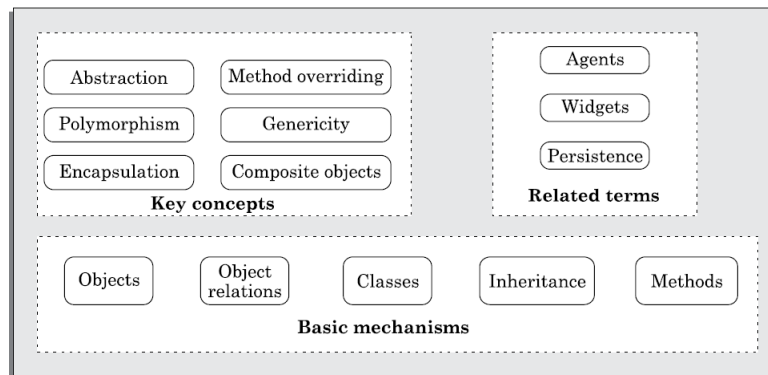 Abstraction
Method overriding
Polymorphism
Genericity
Encapsulation
Composite objects
Key concepts
Agents
Widgets
Persistence
Related terms
Objects
Object
relations
Classes
Inheritance
Methods
Basic mechanisms